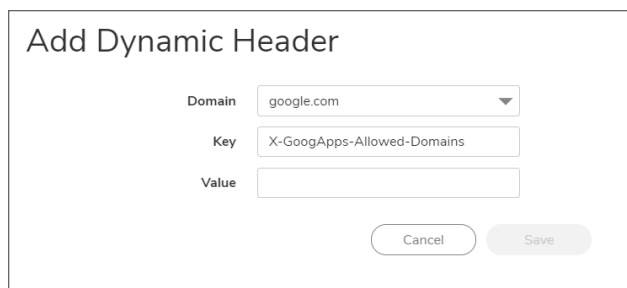 Add Dynamic Header
Domain google.com
Key X-GoogApps-Allowed-Domains
Value
Cancel Save